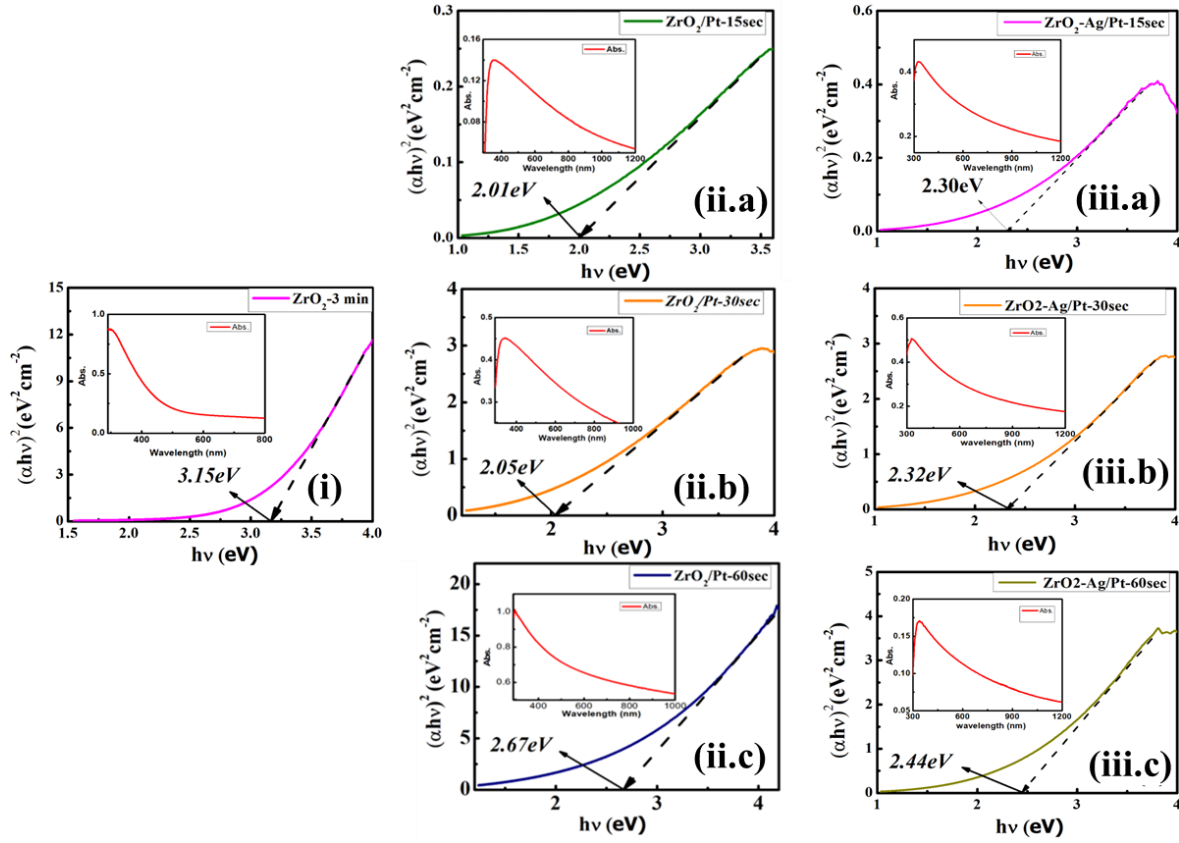 ZrO₂/Pt-15sec
(αhν)² (eV²cm⁻²)
0.3
0.2
0.1
0.0
1.0 1.5 2.0 2.5 3.0 3.5
hν (eV)
Abs.
Abs.
0.16
0.12
0.08
400 600 800 1000 1200
Wavelength (nm)
2.01eV
(ii.a)
ZrO₂-Ag/Pt-15sec
(αhν)² (eV²cm⁻²)
0.6
0.4
0.2
0.0
1 2 3 4
hν (eV)
Abs.
Abs.
0.4
0.2
300 600 900 1200
Wavelength (nm)
2.30eV
(iii.a)
ZrO₂-3 min
(αhν)² (eV²cm⁻²)
15
12
9
6
3
0
1.5 2.0 2.5 3.0 3.5 4.0
hν (eV)
Abs.
Abs.
1.0
0.5
0.0
400 600 800
Wavelength (nm)
3.15eV
(i)
ZrO₂/Pt-30sec
(αhν)² (eV²cm⁻²)
4
3
2
1
0
2 3 4
hν (eV)
Abs.
Abs.
0.5
0.4
0.3
400 600 800 1000
Wavelength (nm)
2.05eV
(ii.b)
ZrO2-Ag/Pt-30sec
(αhν)² (eV²cm⁻²)
4
3
2
1
0
1 2 3 4
hν (eV)
Abs.
Abs.
0.6
0.4
0.2
300 600 900 1200
wavelength (nm)
2.32eV
(iii.b)
ZrO₂/Pt-60sec
(αhν)² (eV²cm⁻²)
20
15
10
5
0
2 3 4
hν (eV)
Abs.
Abs.
1.0
0.8
0.6
400 600 800 1000
Wavelength (nm)
2.67eV
(ii.c)
ZrO2-Ag/Pt-60sec
(αhν)² (eV²cm⁻²)
5
4
3
2
1
0
1 2 3 4
hν (eV)
Abs.
Abs.
0.20
0.15
0.10
0.05
300 600 900 1200
wavelength (nm)
2.44eV
(iii.c)